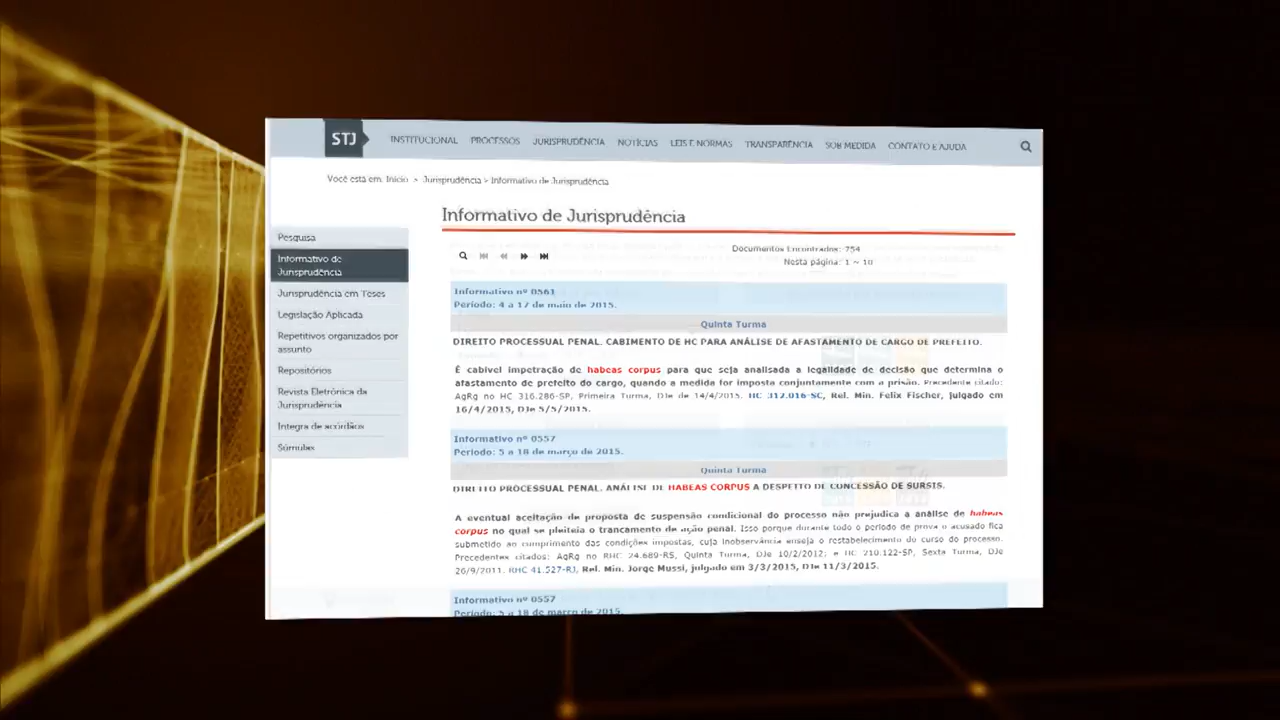 STJ INSTITUCIONAL PROCESSOS JURISPRUDÊNCIA NOTÍCIAS LEIS E NORMAS TRANSPARÊNCIA SOB MEDIDA CONTATO E AJUDA
Você está em: Início > Jurisprudência > Informativo de Jurisprudência
Informativo de Jurisprudência
Pesquisa
Informativo de
Jurisprudência
Jurisprudência em Teses
Legislação Aplicada
Repetitivos organizados por
assunto
Repositórios
Revista Eletrônica da
Jurisprudência
Íntegra de acórdãos
Súmulas
Documentos Encontrados: 754
Nesta página: 1 ~ 10
Informativo nº 0561
Período: 4 a 17 de maio de 2015.
Quinta Turma
DIREITO PROCESSUAL PENAL. CABIMENTO DE HC PARA ANÁLISE DE AFASTAMENTO DE CARGO DE PREFEITO.
É cabível impetração de habeas corpus para que seja analisada a legalidade de decisão que determina o
afastamento de prefeito do cargo, quando a medida for imposta conjuntamente com a prisão. Precedente citado:
AgRg no HC 316.286-SP, Primeira Turma, DJe de 14/4/2015. HC 312.016-SC, Rel. Min. Felix Fischer, julgado em
16/4/2015, DJe 5/5/2015.
Informativo nº 0557
Período: 5 a 18 de março de 2015.
Quinta Turma
DIREITO PROCESSUAL PENAL. ANÁLISE DE HABEAS CORPUS A DESPEITO DE CONCESSÃO DE SURSIS.
A eventual aceitação de proposta de suspensão condicional do processo não prejudica a análise de habeas
corpus no qual se pleiteia o trancamento de ação penal. Isso porque durante todo o período de prova o acusado fica
submetido ao cumprimento das condições impostas, cuja inobservância enseja o restabelecimento do curso do processo.
Precedentes citados: AgRg no RHC 24.689-RS, Quinta Turma, DJe 10/2/2012; e HC 210.122-SP, Sexta Turma, DJe
26/9/2011. RHC 41.527-RJ, Rel. Min. Jorge Mussi, julgado em 3/3/2015, DJe 11/3/2015.
Informativo nº 0557
Período: 5 a 18 de março de 2015.